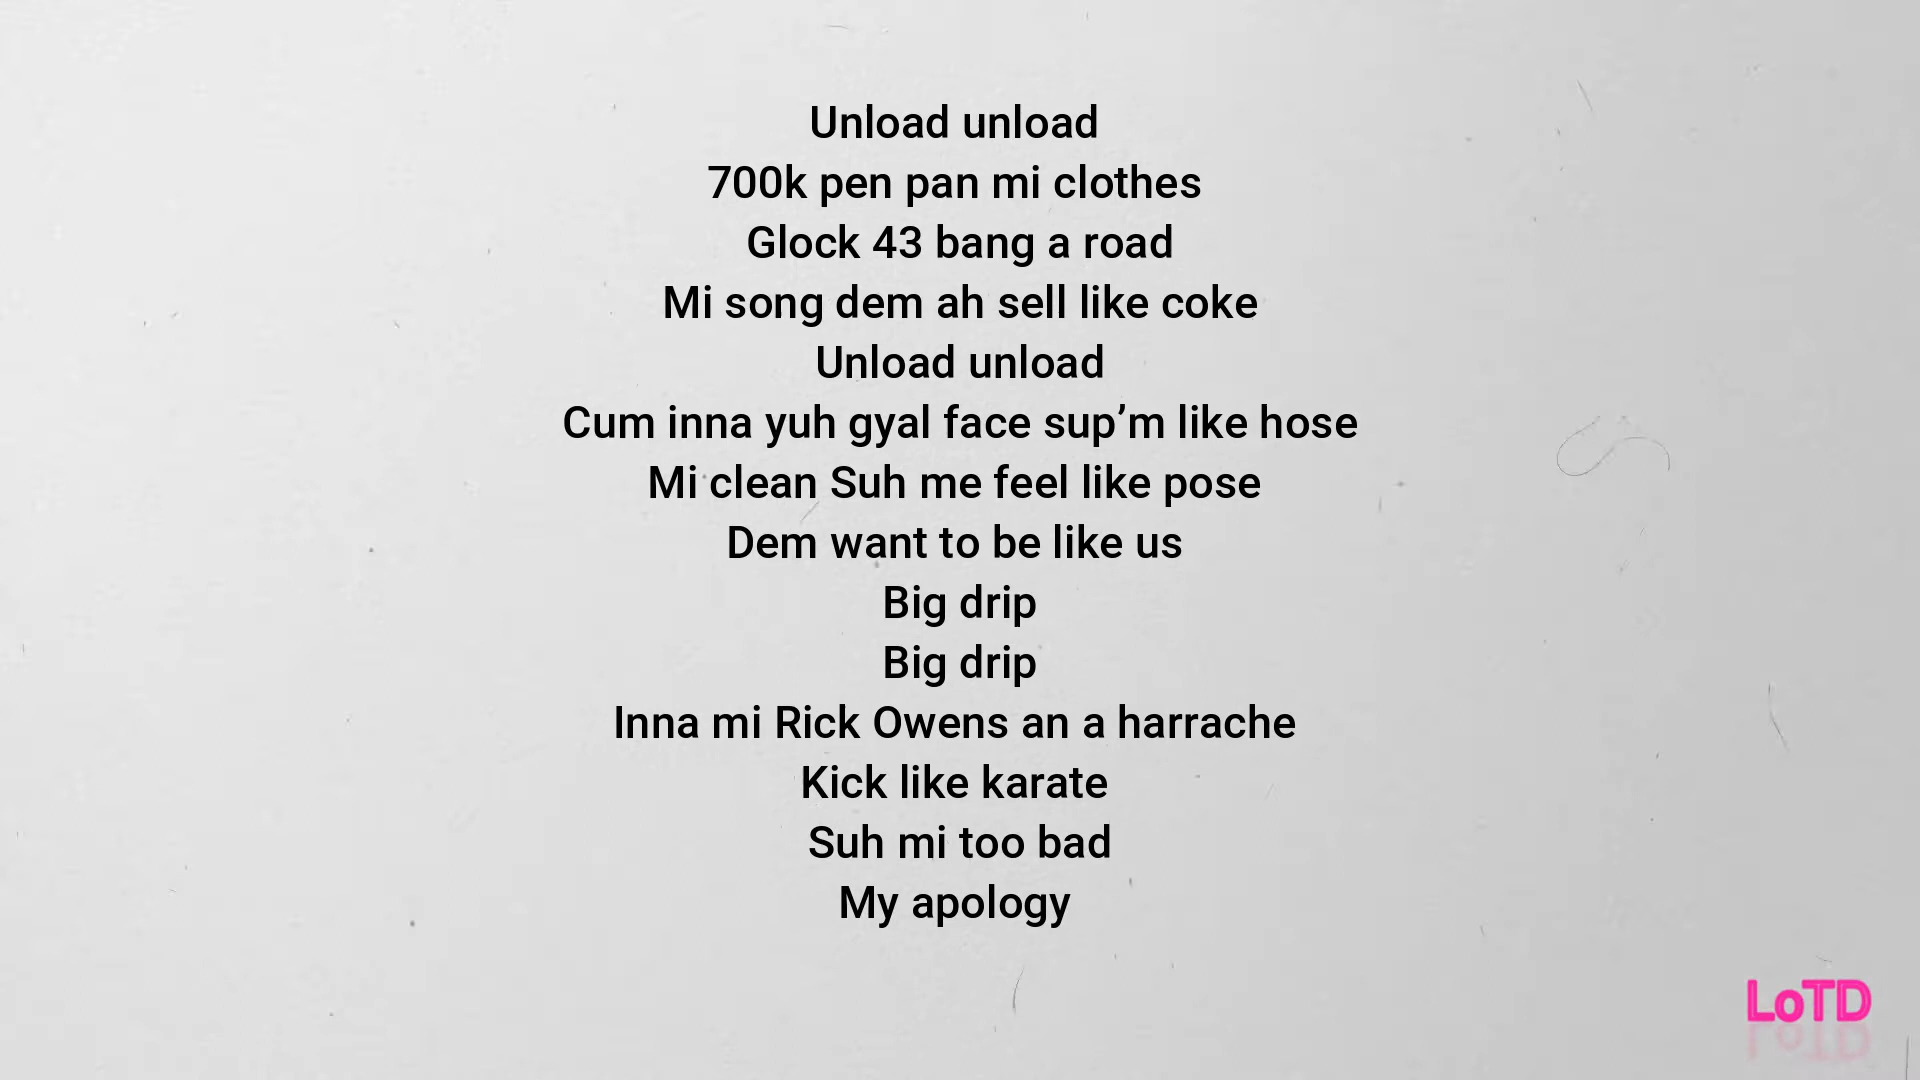 Unload unload
700k pen pan mi clothes
Glock 43 bang a road
Mi song dem ah sell like coke
Unload unload
Cum inna yuh gyal face sup’m like hose
Mi clean Suh me feel like pose
Dem want to be like us
Big drip
Big drip
Inna mi Rick Owens an a harrache
Kick like karate
Suh mi too bad
My apology
LoTD